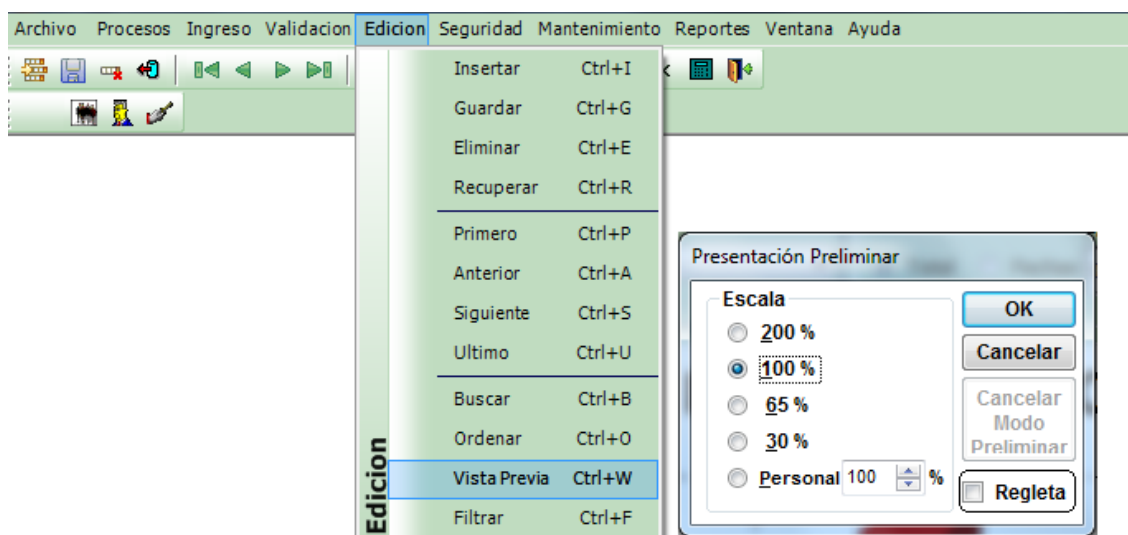 Archivo Procesos Ingreso Validacion Edicion Seguridad Mantenimiento Reportes Ventana Ayuda
Insertar Ctrl+I
Guardar Ctrl+G
Eliminar Ctrl+E
Recuperar Ctrl+R
Primero Ctrl+P
Anterior Ctrl+A
Siguiente Ctrl+S
Ultimo Ctrl+U
Buscar Ctrl+B
Ordenar Ctrl+O
Vista Previa Ctrl+W
Filtrar Ctrl+F
Edicion
Presentación Preliminar
Escala
200 %
100 %
65 %
30 %
Personal 100 %
OK
Cancelar
Cancelar
Modo
Preliminar
Regleta